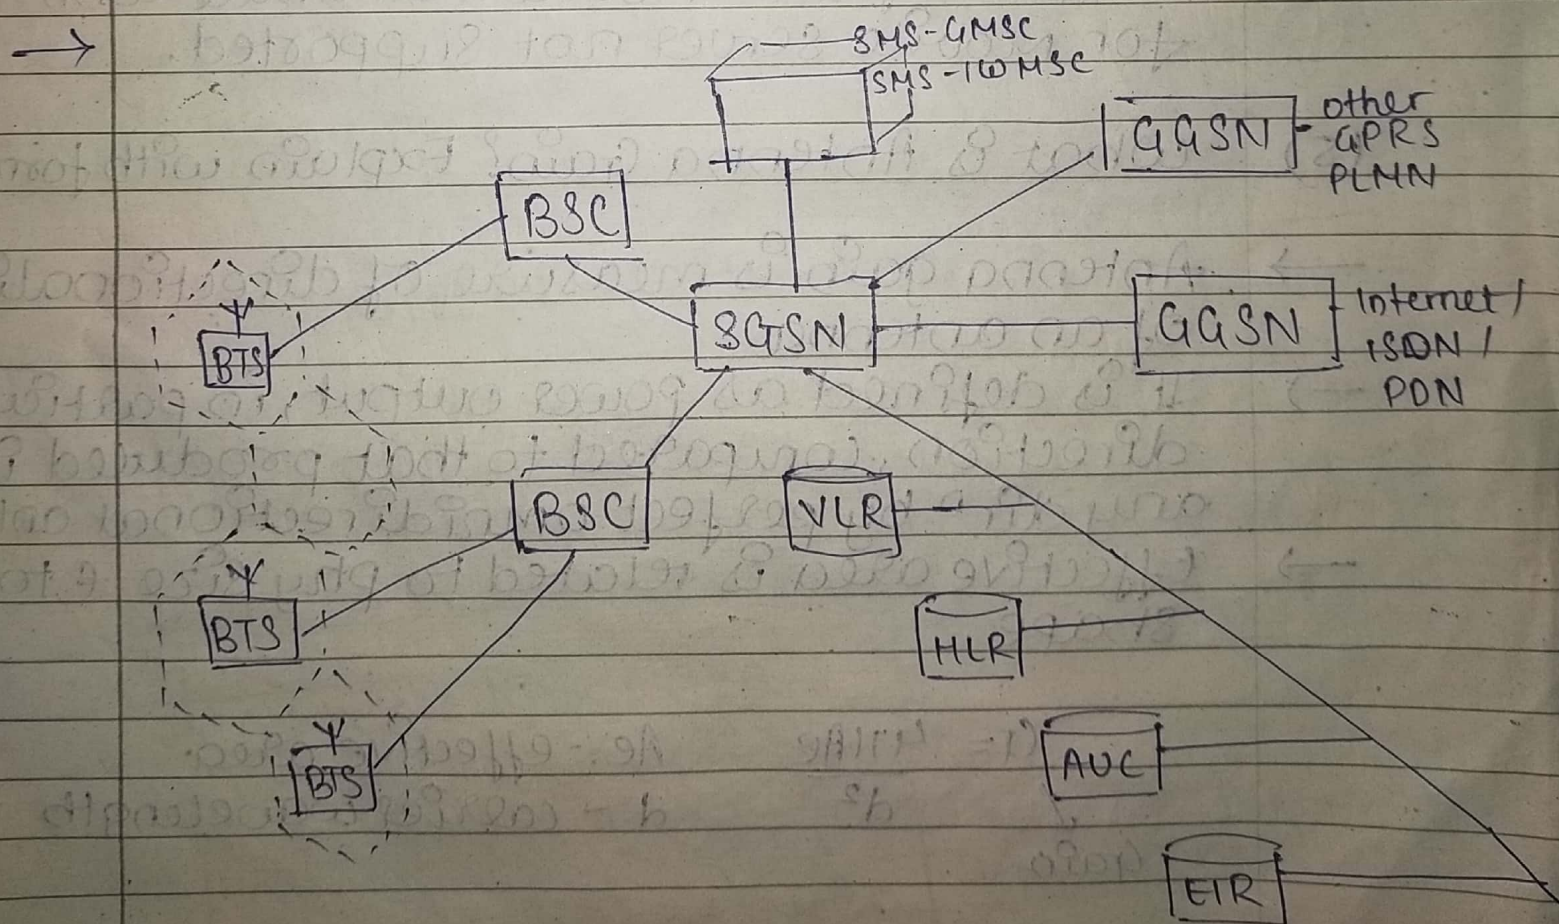 SMS-GMSC
SMS-IWMSC
GGSN
other
GPRS
PLMN
BSC
SGSN
GGSN
Internet/
ISDN/
PDN
BTS
BSC
VLR
BTS
HLR
BTS
AUC
EIR